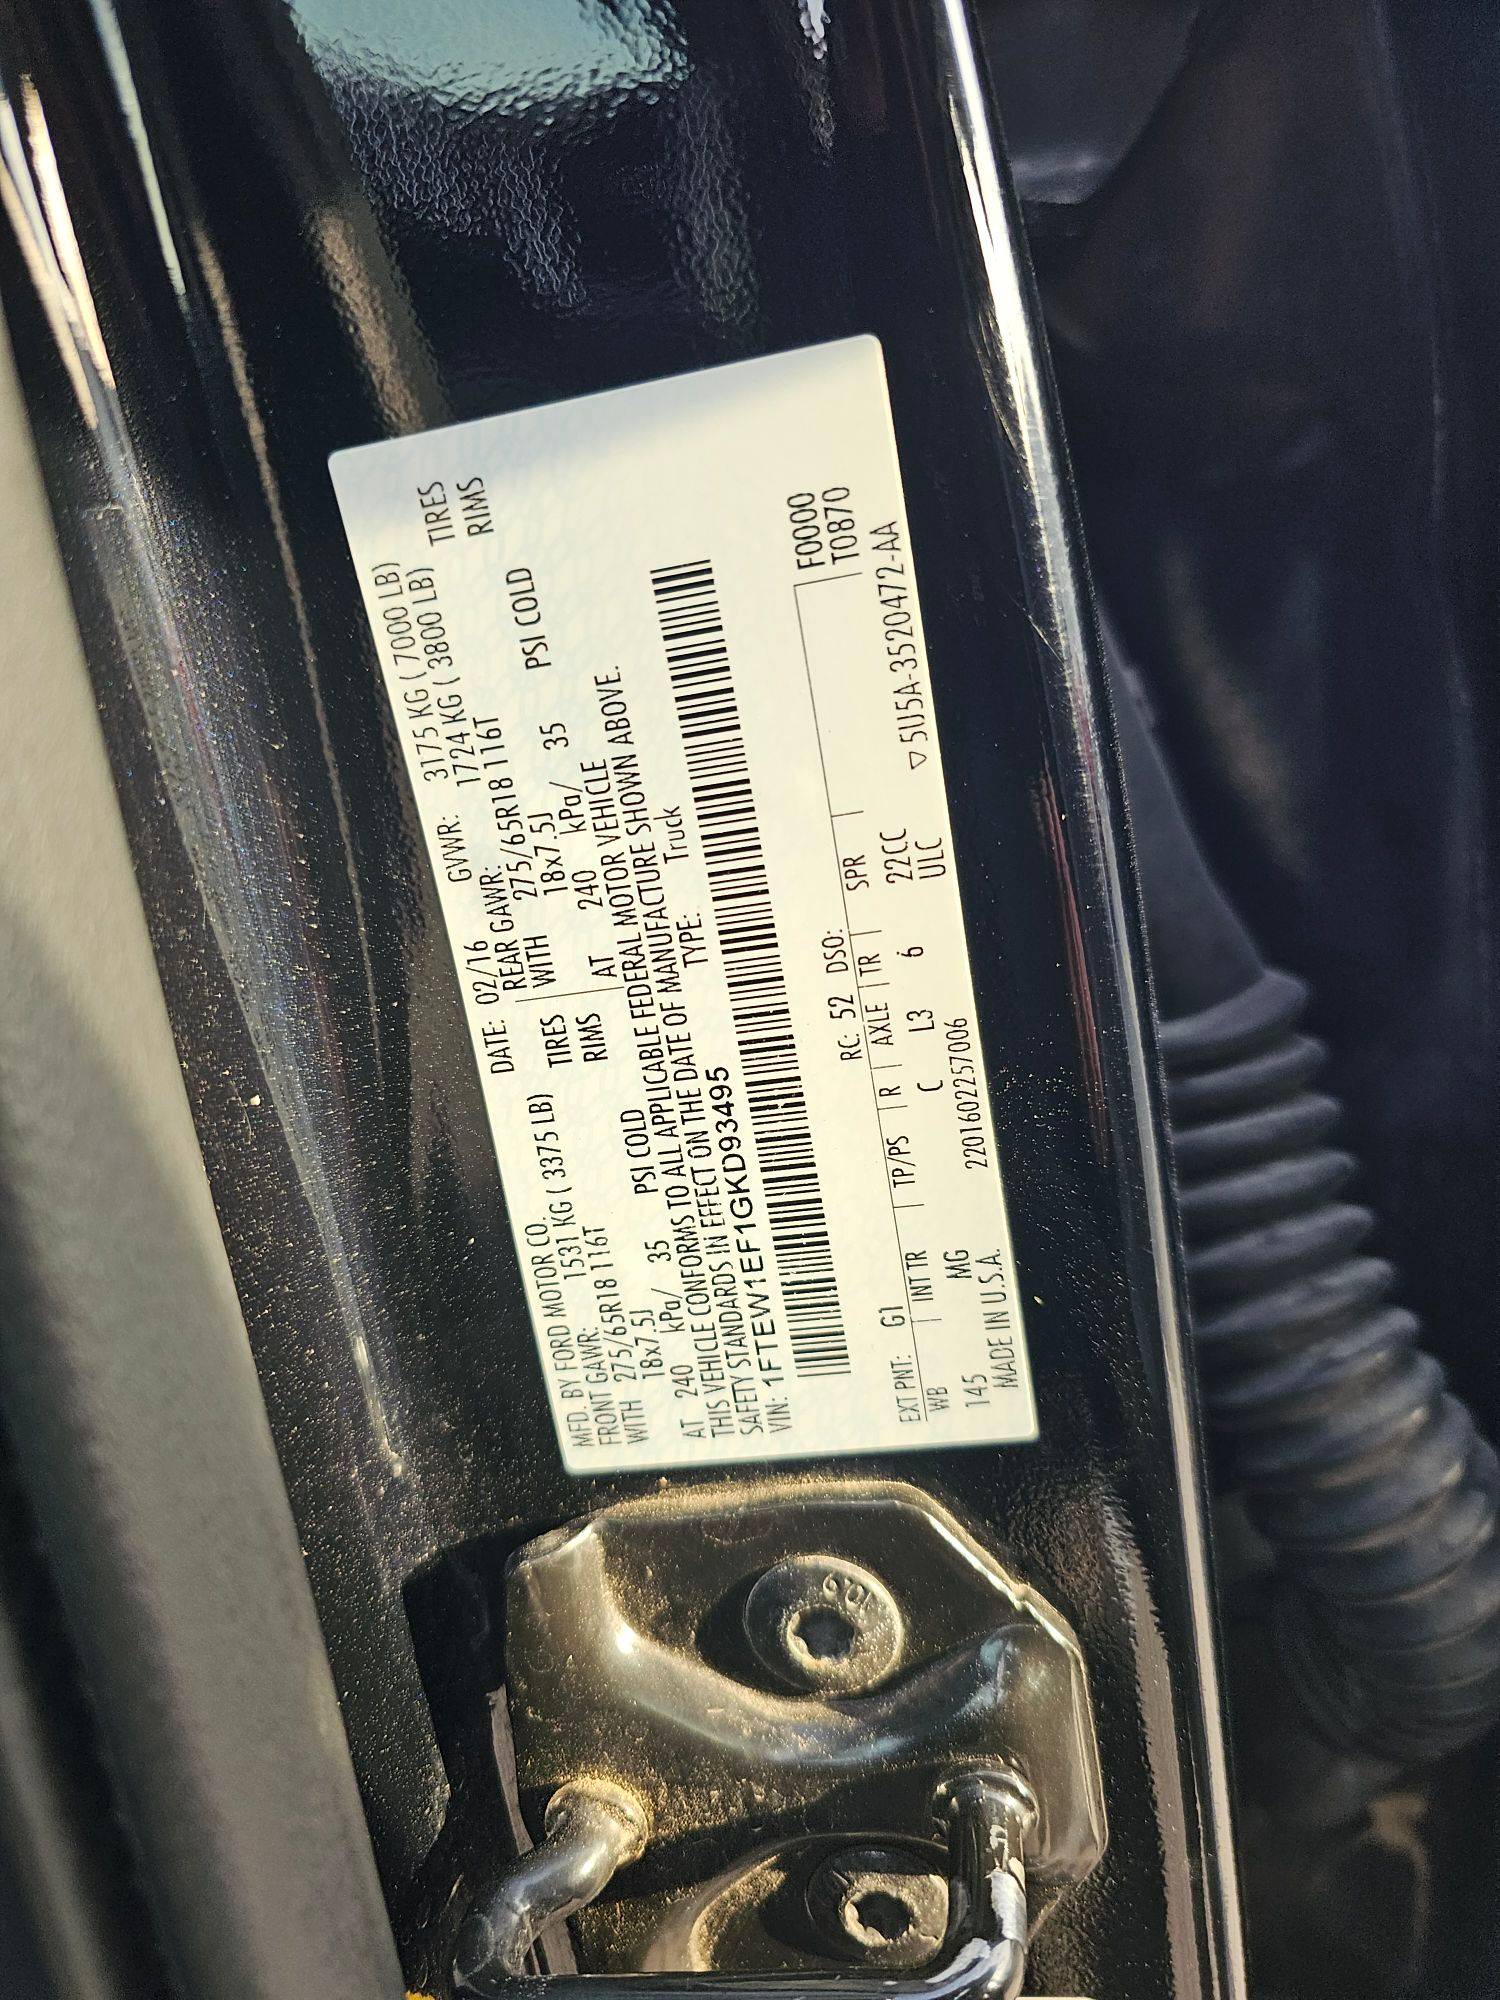 MFD. BY FORD MOTOR CO. DATE: 02/16 GVWR: 3175 KG ( 7000 LB)
FRONT GAWR: 1531 KG ( 3375 LB) REAR GAWR: 1724 KG ( 3800 LB)
WITH 275/65R18 116T TIRES WITH 275/65R18 116T TIRES
18x7.5J RIMS 18x7.5J RIMS
AT 240 kPa/ 35 PSI COLD AT 240 kPa/ 35 PSI COLD
THIS VEHICLE CONFORMS TO ALL APPLICABLE FEDERAL MOTOR VEHICLE
SAFETY STANDARDS IN EFFECT ON THE DATE OF MANUFACTURE SHOWN ABOVE.
VIN: 1FTEW1EF1GKD93495 TYPE: Truck
F0000
T0870
EXT PNT: G1 RC: 52 DSO:
WB INT TR TP/PS R AXLE TR SPR
145 MG C L3 6 22CC
ULC
MADE IN U.S.A. 2201602257006 ▽5U5A-3520472-AA
10.9